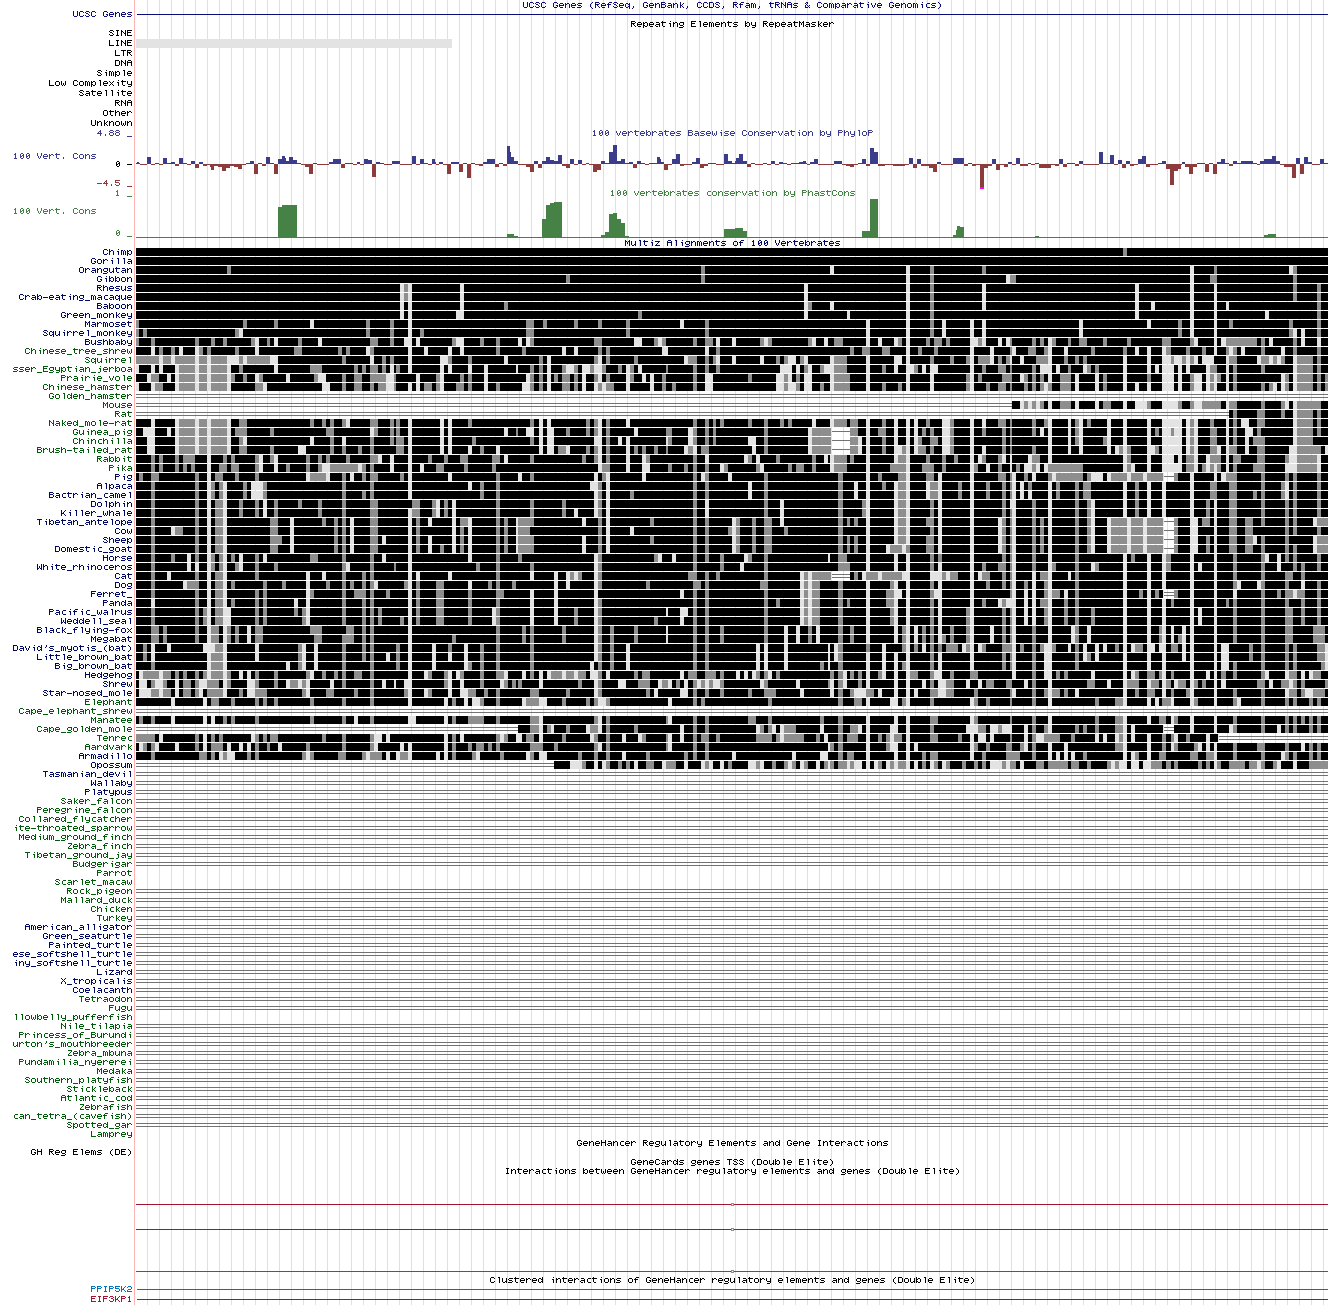 UCSC Genes (RefSeq, GenBank, CCDS, Rfam, tRNAs & Comparative Genomics)
UCSC Genes
Repeating Elements by RepeatMasker
SINE
LINE
LTR
DNA
Simple
Low Complexity
Satellite
RNA
Other
Unknown
4.88 _
100 vertebrates Basewise Conservation by PhyloP
100 Vert. Cons
0 _
-4.5 _
100 vertebrates conservation by PhastCons
1 _
100 Vert. Cons
0 _
Multiz Alignments of 100 Vertebrates
Chimp
Gorilla
Orangutan
Gibbon
Rhesus
Crab-eating_macaque
Baboon
Green_monkey
Marmoset
Squirrel_monkey
Bushbaby
Chinese_tree_shrew
Squirrel
sser_Egyptian_jerboa
Prairie_vole
Chinese_hamster
Golden_hamster
Mouse
Rat
Naked_mole-rat
Guinea_pig
Chinchilla
Brush-tailed_rat
Rabbit
Pika
Pig
Alpaca
Bactrian_camel
Dolphin
Killer_whale
Tibetan_antelope
Cow
Sheep
Domestic_goat
Horse
White_rhinoceros
Cat
Dog
Ferret_
Panda
Pacific_walrus
Weddell_seal
Black_flying-fox
Megabat
David's_myotis_(bat)
Little_brown_bat
Big_brown_bat
Hedgehog
Shrew
Star-nosed_mole
Elephant
Cape_elephant_shrew
Manatee
Cape_golden_mole
Tenrec
Aardvark
Armadillo
Opossum
Tasmanian_devil
Wallaby
Platypus
Saker_falcon
Peregrine_falcon
Collared_flycatcher
ite-throated_sparrow
Medium_ground_finch
Zebra_finch
Tibetan_ground_jay
Budgerigar
Parrot
Scarlet_macaw
Rock_pigeon
Mallard_duck
Chicken
Turkey
American_alligator
Green_seaturtle
Painted_turtle
ese_softshell_turtle
iny_softshell_turtle
Lizard
X_tropicalis
Coelacanth
Tetraodon
Fugu
llowbelly_pufferfish
Nile_tilapia
Princess_of_Burundi
urton's_mouthbreeder
Zebra_mbuna
Pundamilia_nyererei
Medaka
Southern_platyfish
Stickleback
Atlantic_cod
Zebrafish
can_tetra_(cavefish)
Spotted_gar
Lamprey
GeneHancer Regulatory Elements and Gene Interactions
GH Reg Elems (DE)
GeneCards genes TSS (Double Elite)
Interactions between GeneHancer regulatory elements and genes (Double Elite)
Clustered interactions of GeneHancer regulatory elements and genes (Double Elite)
PPIP5K2
EIF3KP1